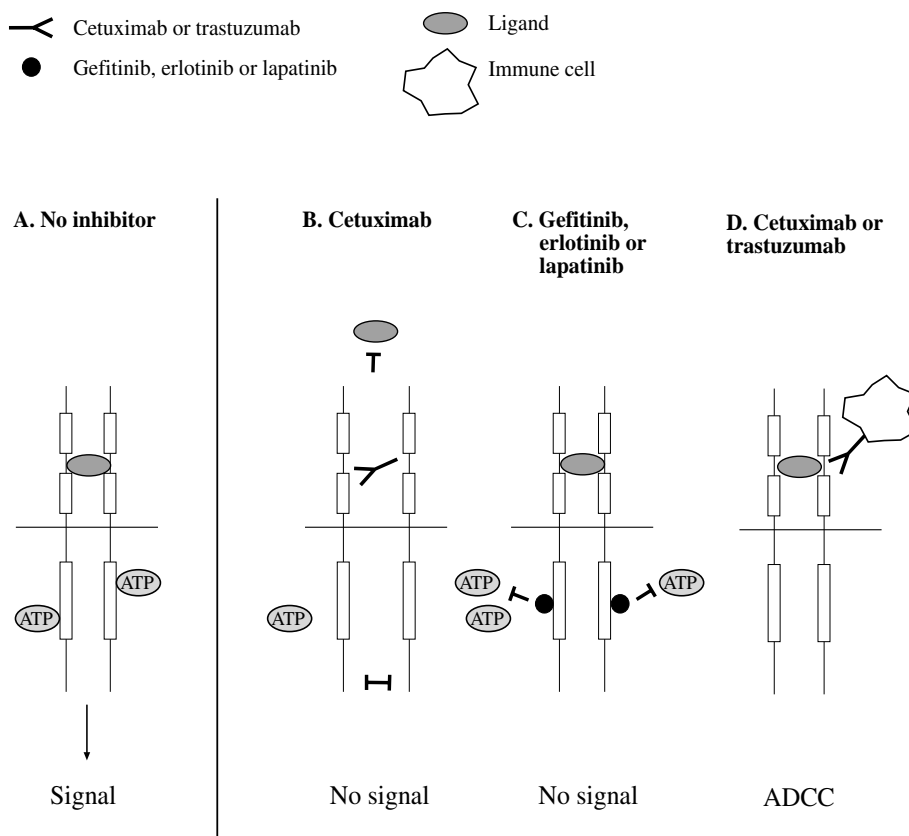 Cetuximab or trastuzumab
Ligand
Gefitinib, erlotinib or lapatinib
Immune cell
A. No inhibitor
B. Cetuximab
C. Gefitinib,
erlotinib or
lapatinib
D. Cetuximab or
trastuzumab
ATP
ATP
ATP
ATP
ATP
ATP
Signal
No signal
No signal
ADCC